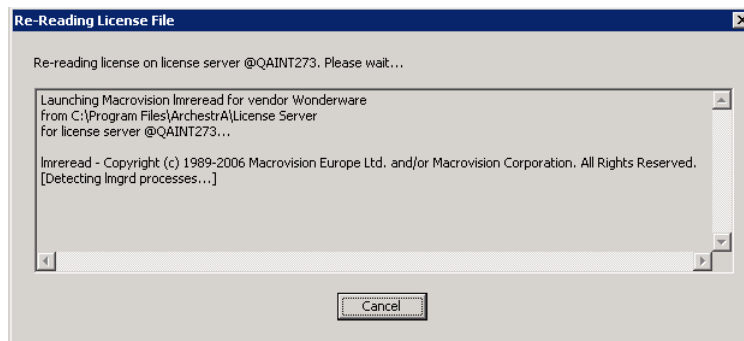 Re-Reading License File
Re-reading license on license server @QAINT273. Please wait...
Launching Macrovision lmreread for vendor Wonderware
from C:\Program Files\ArchestrA\License Server
for license server @QAINT273...
lmreread - Copyright (c) 1989-2006 Macrovision Europe Ltd. and/or Macrovision Corporation. All Rights Reserved.
[Detecting lmgrd processes...]
Cancel